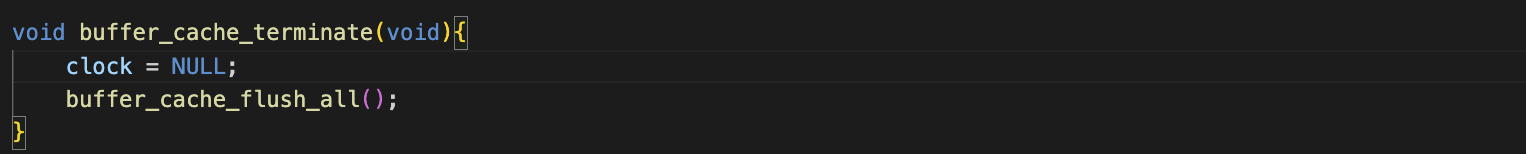 void buffer_cache_terminate(void){
    clock = NULL;
    buffer_cache_flush_all();
}